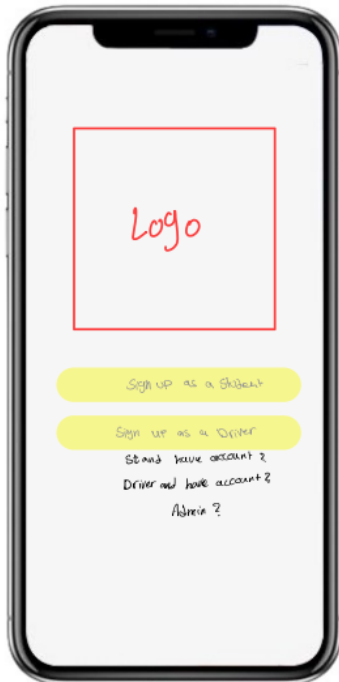 Logo
Sign up as a Student
Sign up as a Driver
Stand have account?
Driver and have account?
Admin?